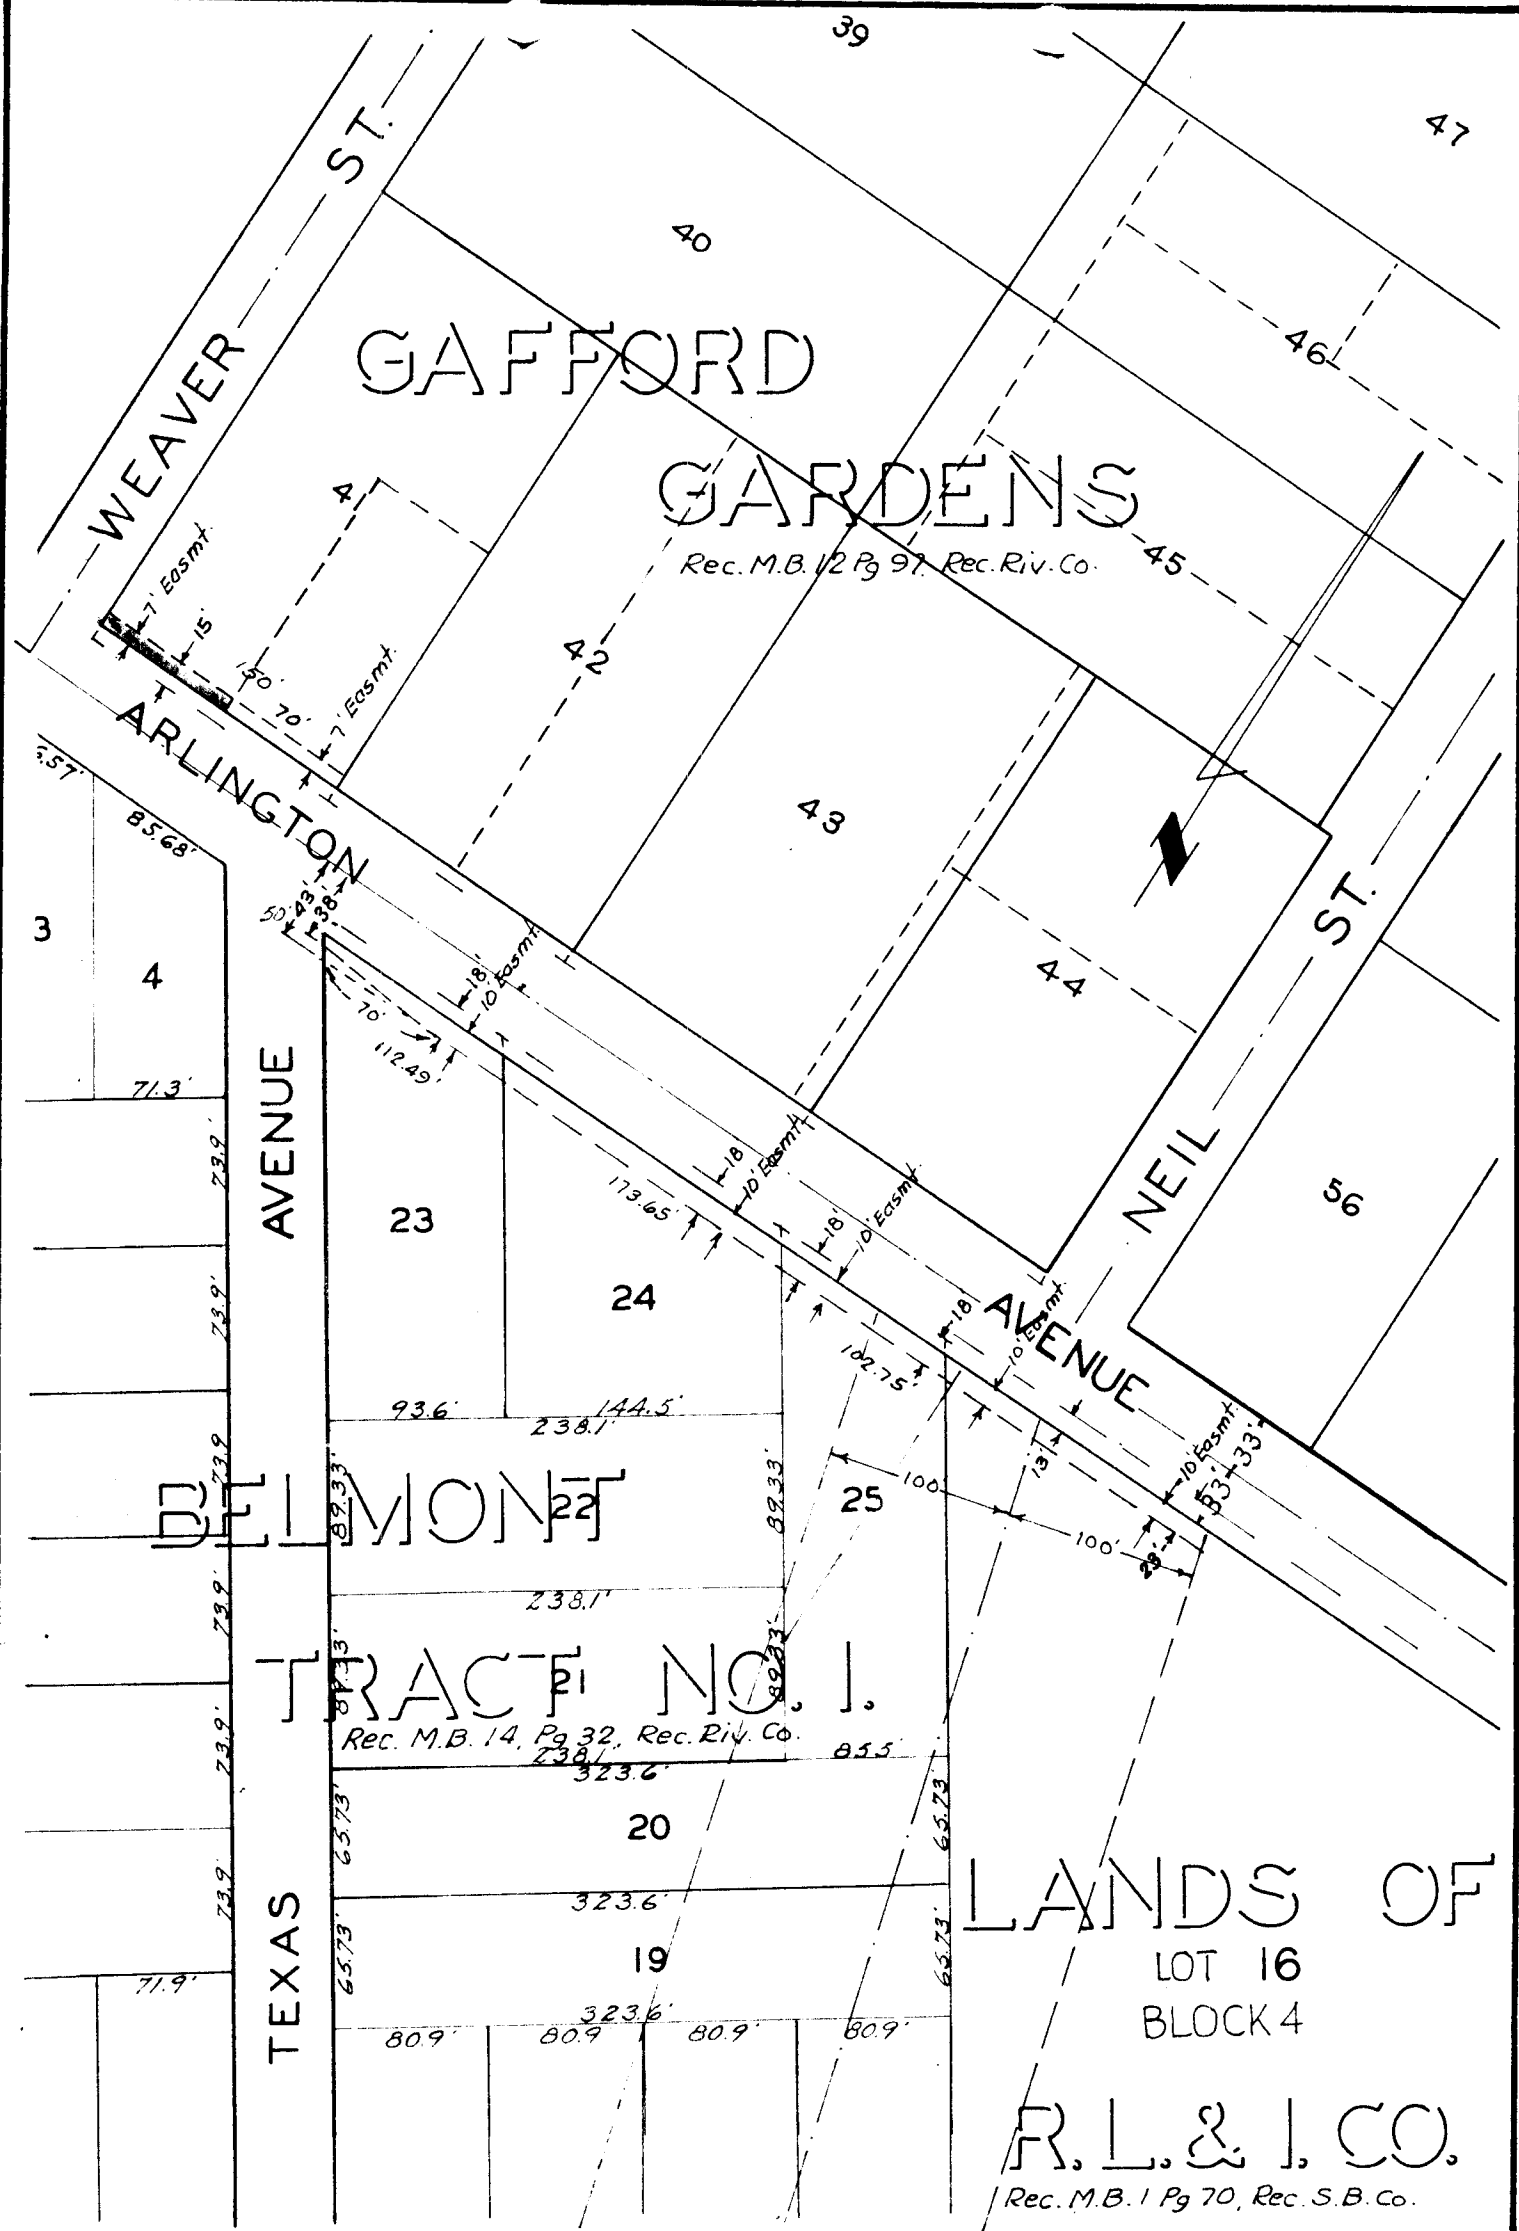 39
47
WEAVER ST.
40
46
GAFFORD
GARDENS
Rec. M.B. 12 Pg 97, Rec. Riv. Co.
45
4
7' Easmt.
15'
150'
70'
7' Easmt.
42
43
44
ARLINGTON
AVENUE
NEIL ST.
56
N
85.68'
50'
43'
38'
18'
10' Easmt.
70'
112.49'
3
4
71.3'
73.9'
73.9'
73.9
73.9'
73.9'
73.9'
71.9'
TEXAS AVENUE
23
24
173.65'
18
10' Easmt.
18'
10' Easmt.
102.75'
18'
10' Easmt.
13'
10' Easmt.
33'
33'
23'
100'
100'
93.6'
144.5'
238.1'
89.33'
89.33'
BELMONT
22
25
238.1'
89.33'
89.33'
TRACT NO. 1.
21
Rec. M.B. 14, Pg 32, Rec. Riv. Co.
238.1'
85.5'
323.6'
65.73'
65.73'
20
323.6'
65.73'
65.73'
19
323.6'
80.9'
80.9'
80.9'
80.9'
LANDS OF
LOT 16
BLOCK 4
R. L. & I. CO.
Rec. M.B. 1 Pg 70, Rec. S.B. Co.